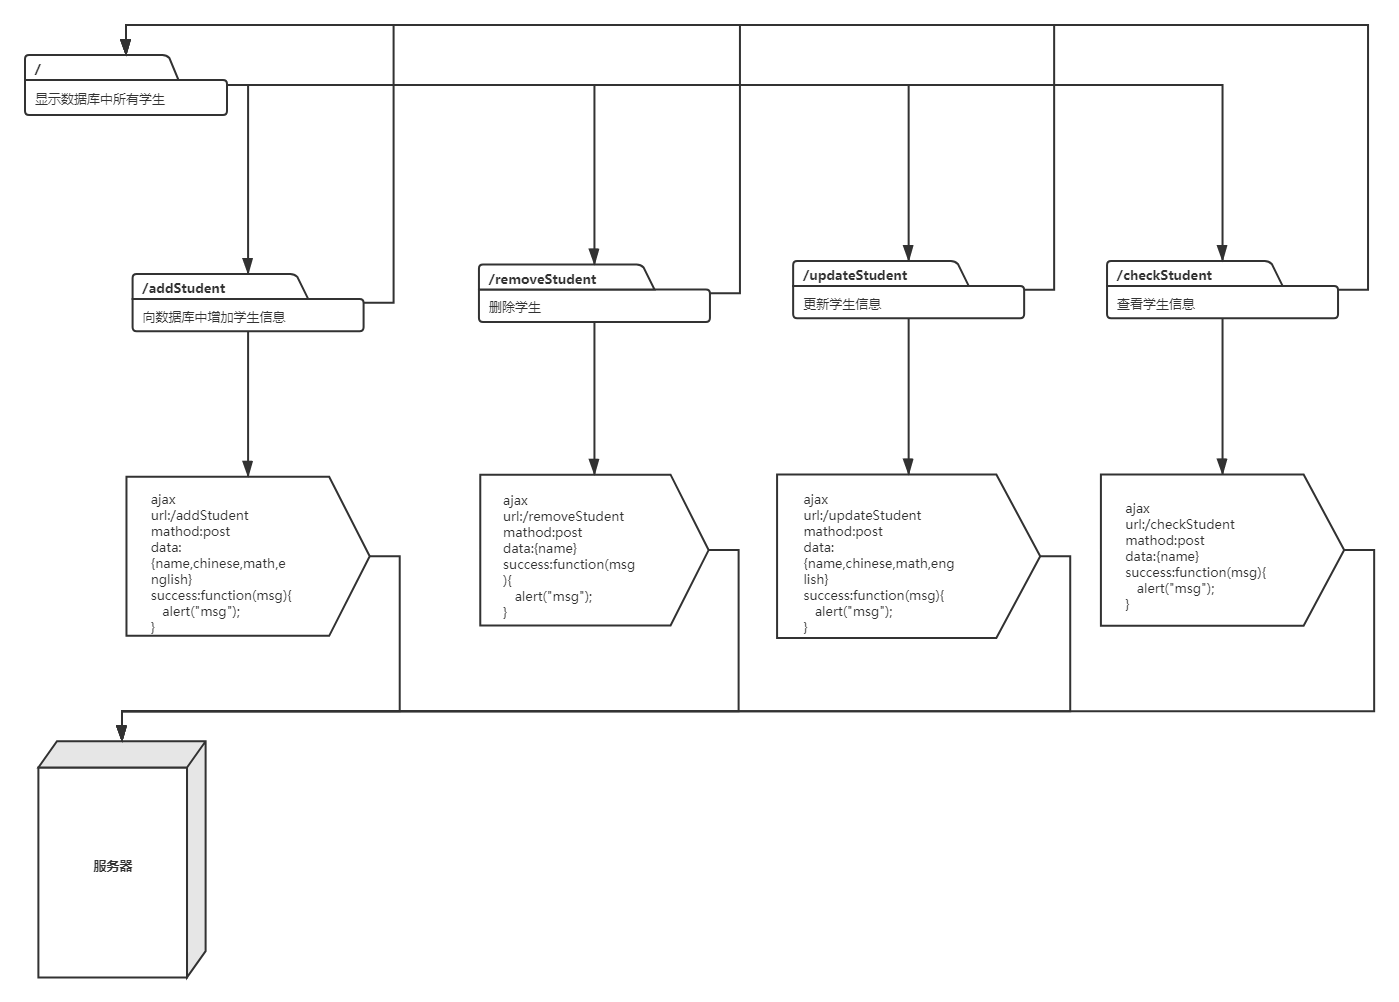 /
显示数据库中所有学生
/addStudent
向数据库中增加学生信息
/removeStudent
删除学生
/updateStudent
更新学生信息
/checkStudent
查看学生信息
ajax
url:/addStudent
mathod:post
data:
{name,chinese,math,e
nglish}
success:function(msg){
alert("msg");
}
ajax
url:/removeStudent
mathod:post
data:{name}
success:function(msg
){
alert("msg");
}
ajax
url:/updateStudent
mathod:post
data:
{name,chinese,math,eng
lish}
success:function(msg){
alert("msg");
}
ajax
url:/checkStudent
mathod:post
data:{name}
success:function(msg){
alert("msg");
}
服务器